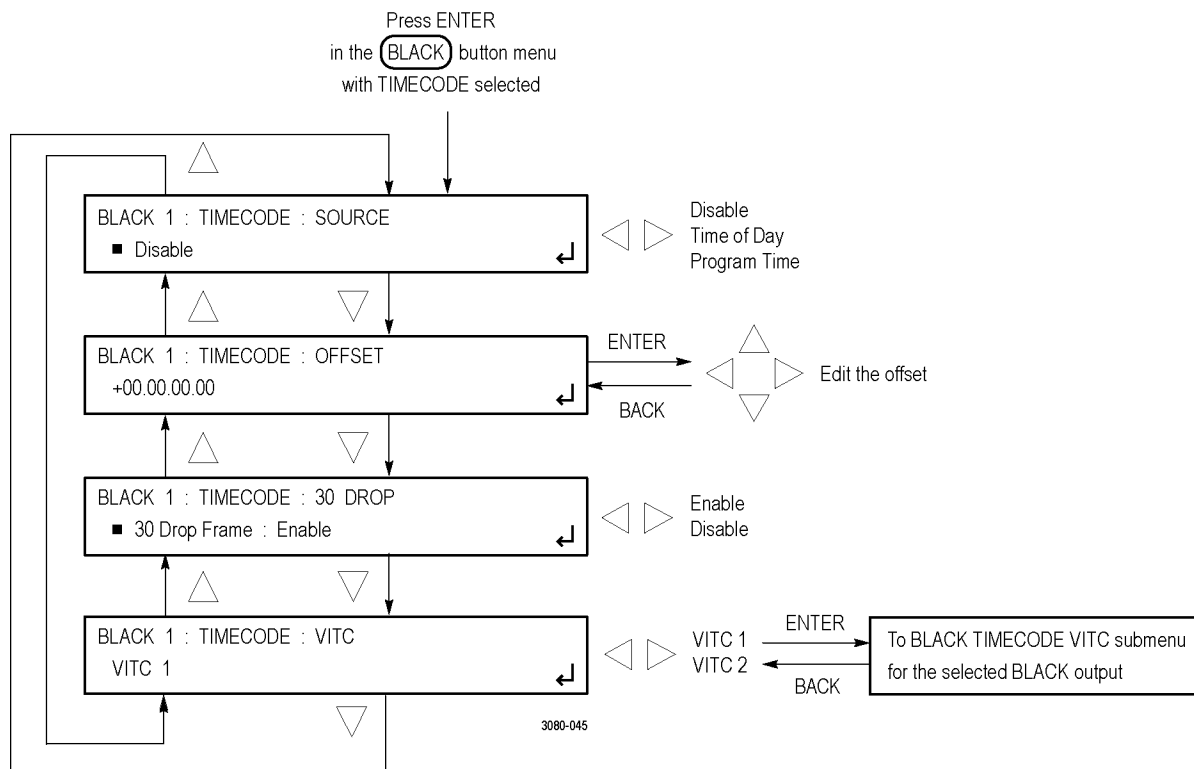 Press ENTER
in the BLACK button menu
with TIMECODE selected
BLACK 1 : TIMECODE : SOURCE
■ Disable
Disable
Time of Day
Program Time
BLACK 1 : TIMECODE : OFFSET
+00.00.00.00
ENTER
BACK
Edit the offset
BLACK 1 : TIMECODE : 30 DROP
■ 30 Drop Frame : Enable
Enable
Disable
BLACK 1 : TIMECODE : VITC
VITC 1
VITC 1
VITC 2
ENTER
BACK
To BLACK TIMECODE VITC submenu
for the selected BLACK output
3080-045